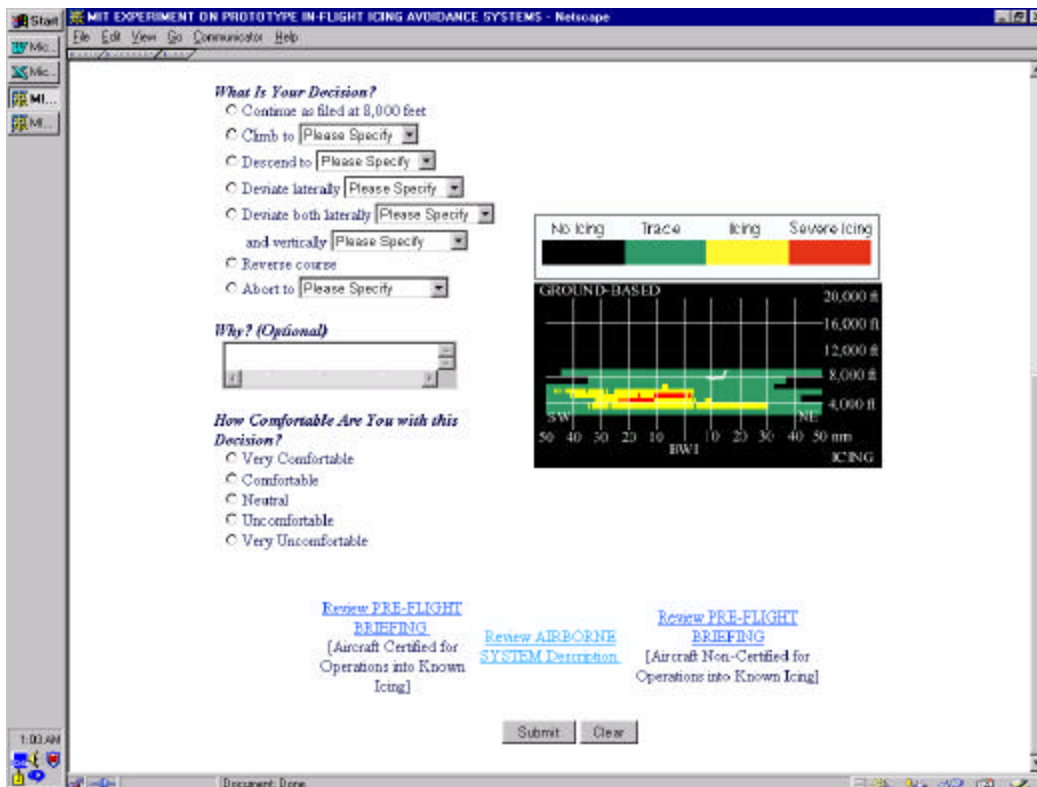 Start
MIT EXPERIMENT ON PROTOTYPE IN-FLIGHT ICING AVOIDANCE SYSTEMS - Netscape
File Edit View Go Communicator Help
Mic...
Mic...
MI...
M...
What Is Your Decision?
Continue as filed at 8,000 feet
Climb to Please Specify
Descend to Please Specify
Deviate laterally Please Specify
Deviate both laterally Please Specify
and vertically Please Specify
Reverse course
Abort to Please Specify
Why? (Optional)
How Comfortable Are You with this
Decision?
Very Comfortable
Comfortable
Neutral
Uncomfortable
Very Uncomfortable
No Icing Trace Icing Severe Icing
GROUND-BASED
20,000 ft
16,000 ft
12,000 ft
8,000 ft
4,000 ft
SW NE
50 40 30 20 10 10 20 30 40 50 nm
BWI
ICING
Review PRE-FLIGHT
BRIEFING
[Aircraft Certified for
Operations into Known
Icing]
Review AIRBORNE
SYSTEM Description
Review PRE-FLIGHT
BRIEFING
[Aircraft Non-Certified for
Operations into Known Icing]
Submit Clear
1:03 AM
Document: Done